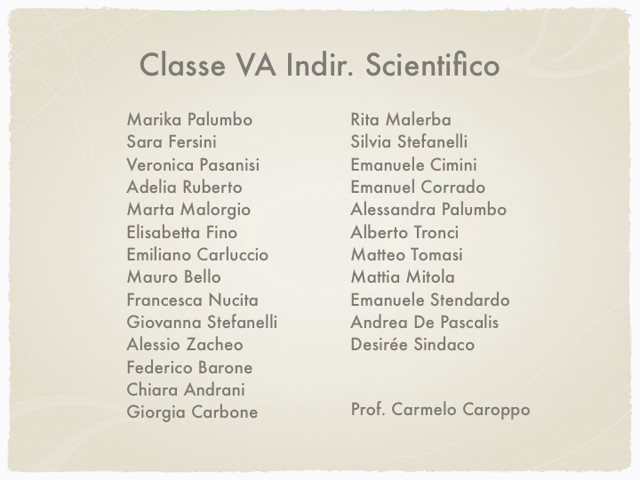 Classe VA Indir. Scientifico
Marika Palumbo
Sara Fersini
Veronica Pasanisi
Adelia Ruberto
Marta Malorgio
Elisabetta Fino
Emiliano Carluccio
Mauro Bello
Francesca Nucita
Giovanna Stefanelli
Alessio Zacheo
Federico Barone
Chiara Andrani
Giorgia Carbone
Rita Malerba
Silvia Stefanelli
Emanuele Cimini
Emanuel Corrado
Alessandra Palumbo
Alberto Tronci
Matteo Tomasi
Mattia Mitola
Emanuele Stendardo
Andrea De Pascalis
Desirée Sindaco
Prof. Carmelo Caroppo